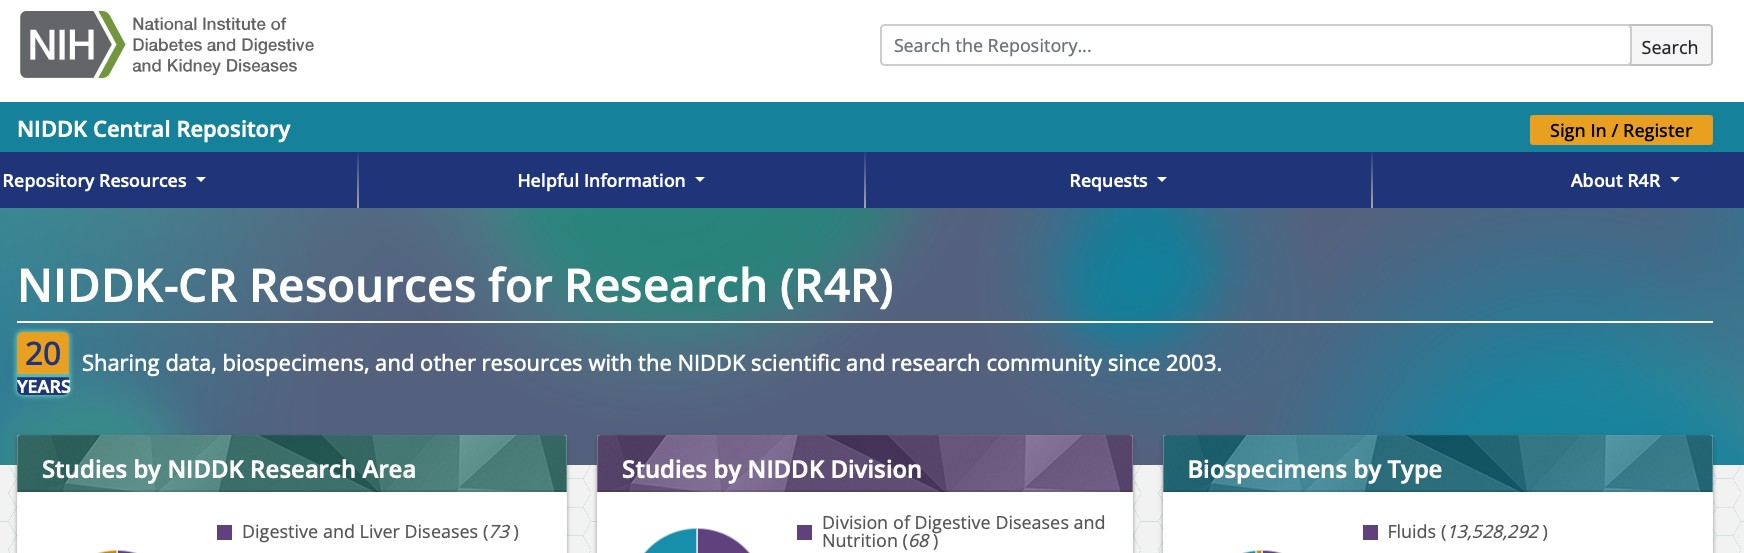 NIH
National Institute of
Diabetes and Digestive
and Kidney Diseases
Search the Repository...
Search
NIDDK Central Repository
Sign In / Register
Repository Resources
Helpful Information
Requests
About R4R
NIDDK-CR Resources for Research (R4R)
20
YEARS
Sharing data, biospecimens, and other resources with the NIDDK scientific and research community since 2003.
Studies by NIDDK Research Area
Digestive and Liver Diseases (73)
Studies by NIDDK Division
Division of Digestive Diseases and
Nutrition (68)
Biospecimens by Type
Fluids (13,528,292)